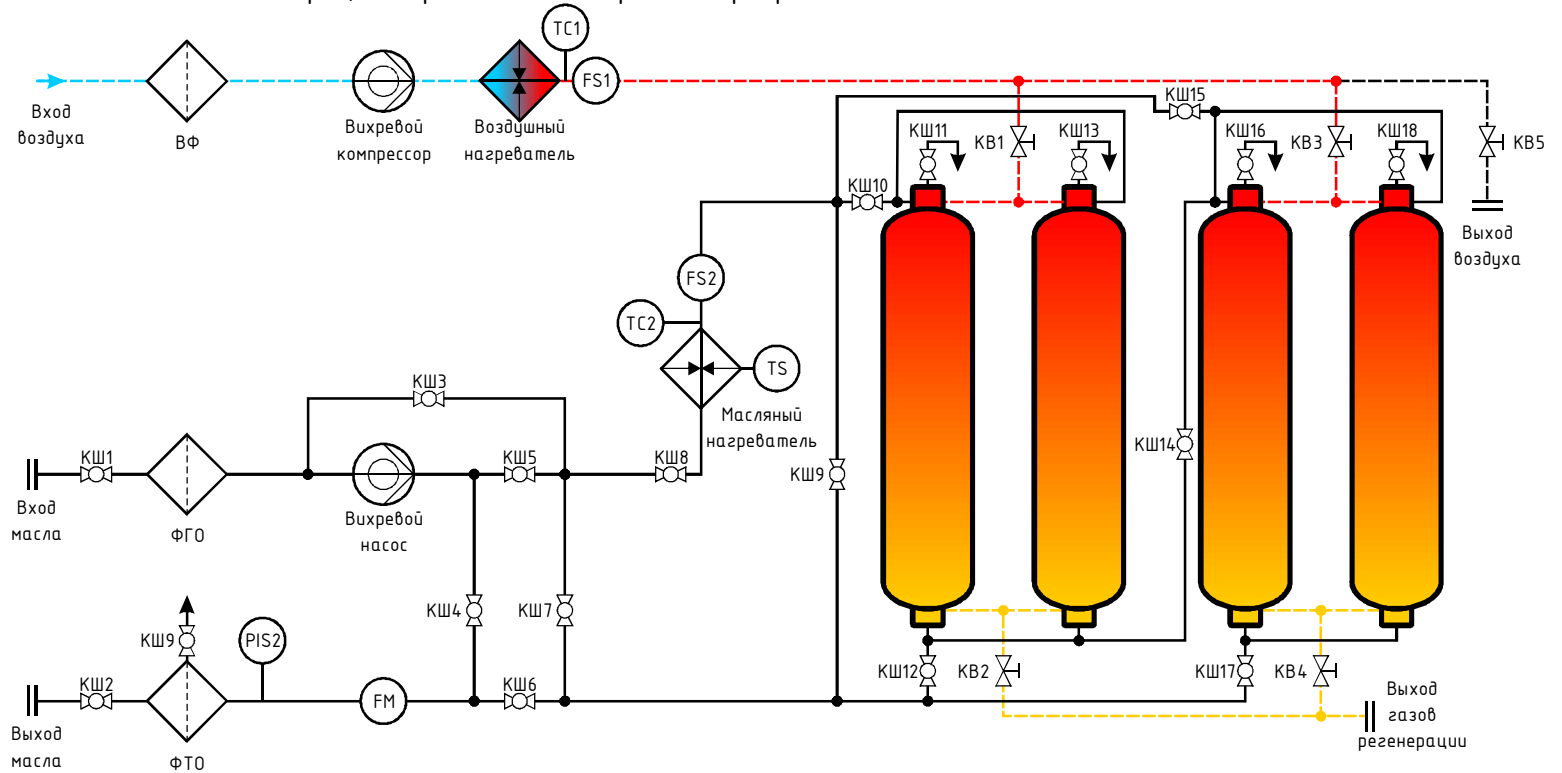 TC1
FS1
Вход
воздуха
ВФ
Вихревой
компрессор
Воздушный
нагреватель
КШ15
КШ11
КВ1
КШ13
КШ16
КВ3
КШ18
КВ5
КШ10
Выход
воздуха
FS2
TC2
TS
Масляный
нагреватель
КШ3
КШ1
КШ5
КШ8
КШ9
КШ14
Вход
масла
ФГО
Вихревой
насос
КШ4
КШ7
КШ9
PIS2
КШ2
FM
КШ6
КШ12
КВ2
КШ17
КВ4
Выход
газов
регенерации
Выход
масла
ФТО